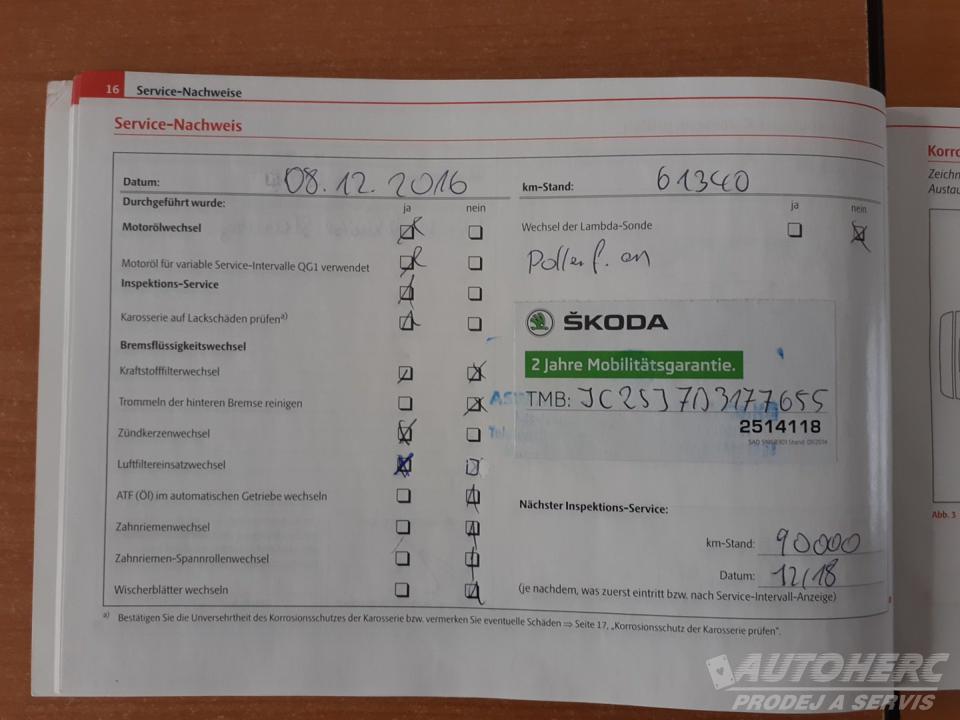 16 Service-Nachweise
Service-Nachweis
Datum: 08.12.2016
km-Stand: 61340
Durchgeführt wurde: ja nein
ja nein
Motorölwechsel
Wechsel der Lambda-Sonde
Motoröl für variable Service-Intervalle QG1 verwendet
Pollenf. an
Inspektions-Service
Karosserie auf Lackschäden prüfen a)
ŠKODA
Bremsflüssigkeitswechsel
2 Jahre Mobilitätsgarantie.
Kraftstofffilterwechsel
Trommeln der hinteren Bremse reinigen
TMB: JC25J7D3177655
2514118
Zündkerzenwechsel
Luftfiltereinsatzwechsel
ATF (Öl) im automatischen Getriebe wechseln
Nächster Inspektions-Service:
Zahnriemenwechsel
km-Stand: 90000
Zahnriemen-Spannrollenwechsel
Datum: 12/18
Wischerblätter wechseln
(je nachdem, was zuerst eintritt bzw. nach Service-Intervall-Anzeige)
a) Bestätigen Sie die Unversehrtheit des Korrosionsschutzes der Karosserie bzw. vermerken Sie eventuelle Schäden ⇒ Seite 17, „Korrosionsschutz der Karosserie prüfen“.
Korro
Zeichn
Austau
Abb. 3
AUTOHERC
PRODEJ A SERVIS